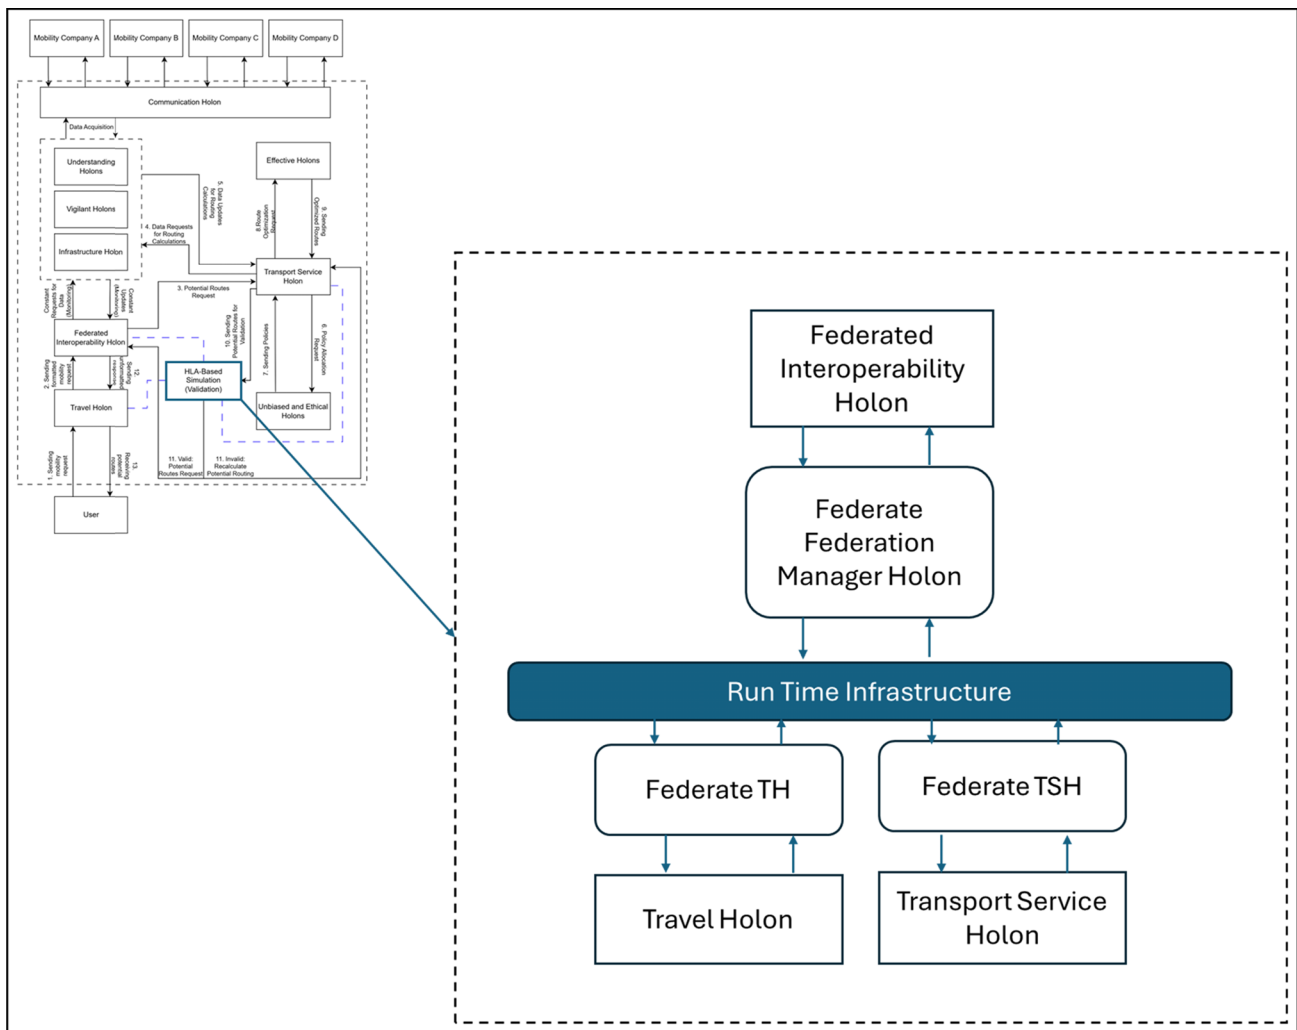 Mobility Company A
Mobility Company B
Mobility Company C
Mobility Company D
Communication Holon
Data Acquisition
Understanding
Holons
Vigilant Holons
Infrastructure Holon
Effective Holons
5. Data Updates
for Routing
Calculations
4. Data Requests
for Routing
Calculations
8.Route
Optimization
Request
9. Sending
Optimized Routes
Transport Service
Holon
3. Potential Routes
Request
Constant
Requests for
Data
(Monitoring)
Constant
Updates
(Monitoring)
Federated
Interoperability Holon
10. Sending
Potential Routes for
Validation
7. Sending Policies
6. Policy Allocation
Request
2. Sending
formatted
mobility
request
12.
Sending
unformatted
response
HLA-Based
Simulation
(Validation)
Travel Holon
Unbiased and Ethical
Holons
1. Sending
mobility
request
13.
Receiving
potential
routes
11. Valid:
Potential
Routes Request
11. Invalid:
Recalculate
Potential Routing
User
Federated
Interoperability
Holon
Federate
Federation
Manager Holon
Run Time Infrastructure
Federate TH
Federate TSH
Travel Holon
Transport Service
Holon